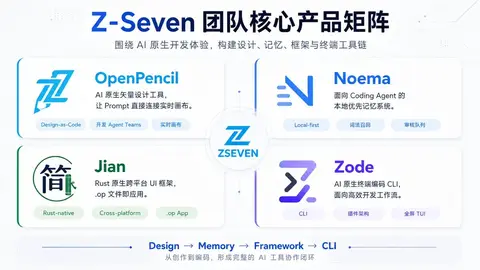 Z-Seven 团队核心产品矩阵
围绕 AI 原生开发体验，构建设计、记忆、框架与终端工具链
OpenPencil
AI 原生矢量设计工具，
让 Prompt 直接连接实时画布。
Design-as-Code
并发 Agent Teams
实时画布
Noema
面向 Coding Agent 的
本地优先记忆系统。
Local-first
审核队列
ZSEVEN
简
Jian
Rust 原生跨平台 UI 框架，
.op 文件即应用。
Rust-native
Cross-platform
.op App
Zode
AI 原生终端编码 CLI，
面向高效开发工作流。
CLI
插件架构
全屏 TUI
Design → Memory → Framework → CLI
从创作到编码，形成完整的 AI 工具协作闭环